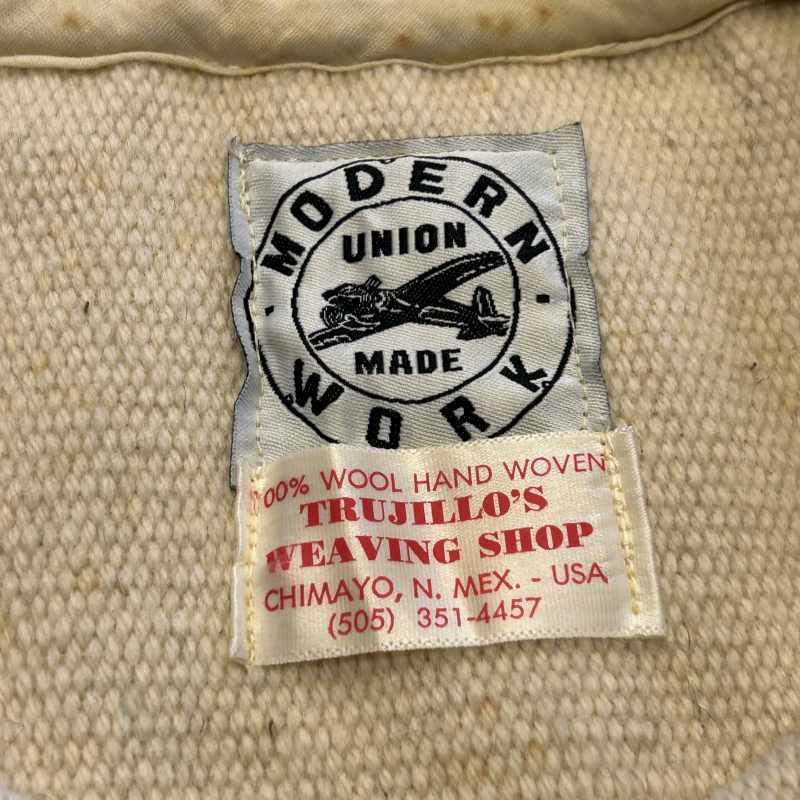 MODERN
UNION
MADE
WORK
00% WOOL HAND WOVEN
TRUJILLO'S
WEAVING SHOP
CHIMAYO, N. MEX. - USA
(505) 351-4457